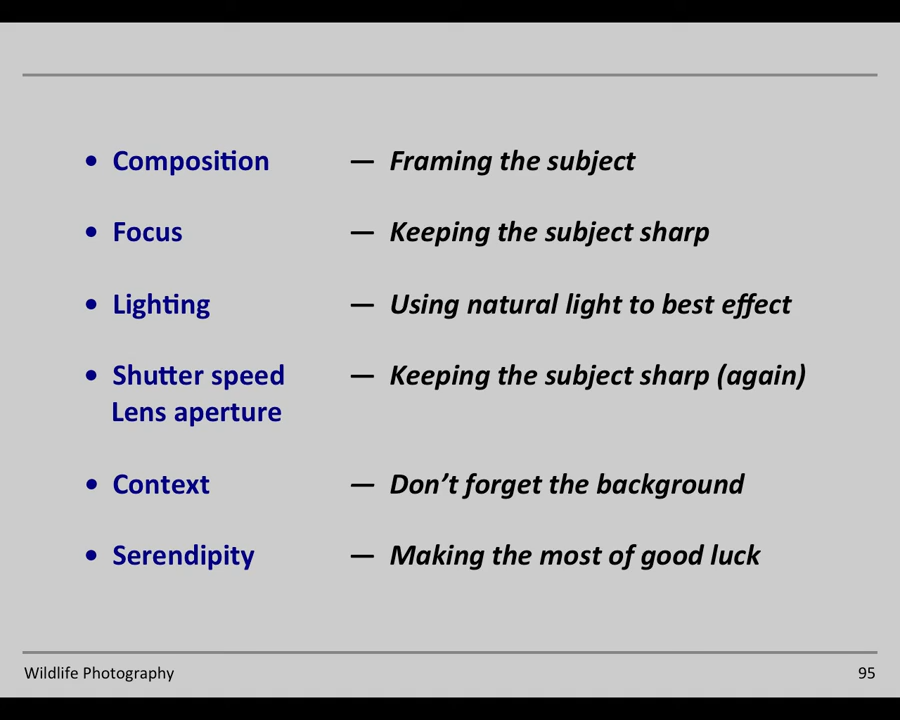 • Composition — Framing the subject
• Focus — Keeping the subject sharp
• Lighting — Using natural light to best effect
• Shutter speed — Keeping the subject sharp (again)
Lens aperture
• Context — Don’t forget the background
• Serendipity — Making the most of good luck
Wildlife Photography 95